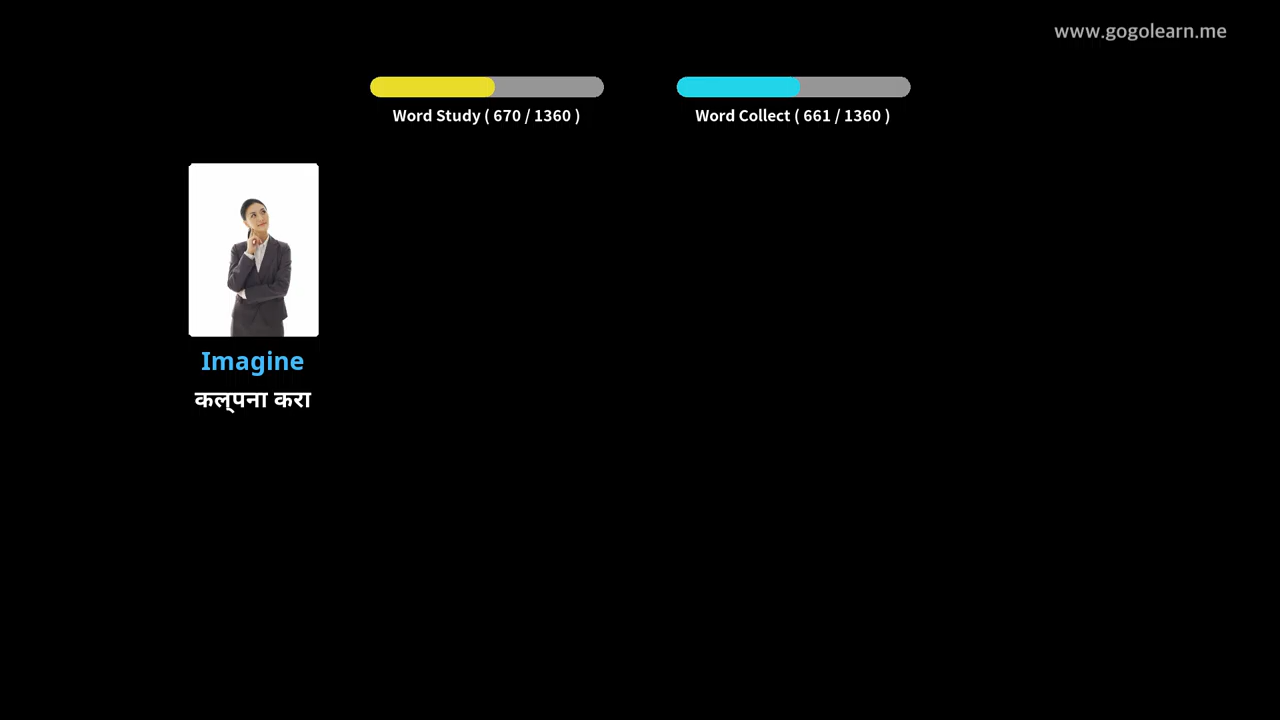 www.gogolearn.me
Word Study ( 670 / 1360 )
Word Collect ( 661 / 1360 )
Imagine
कल्पना करा